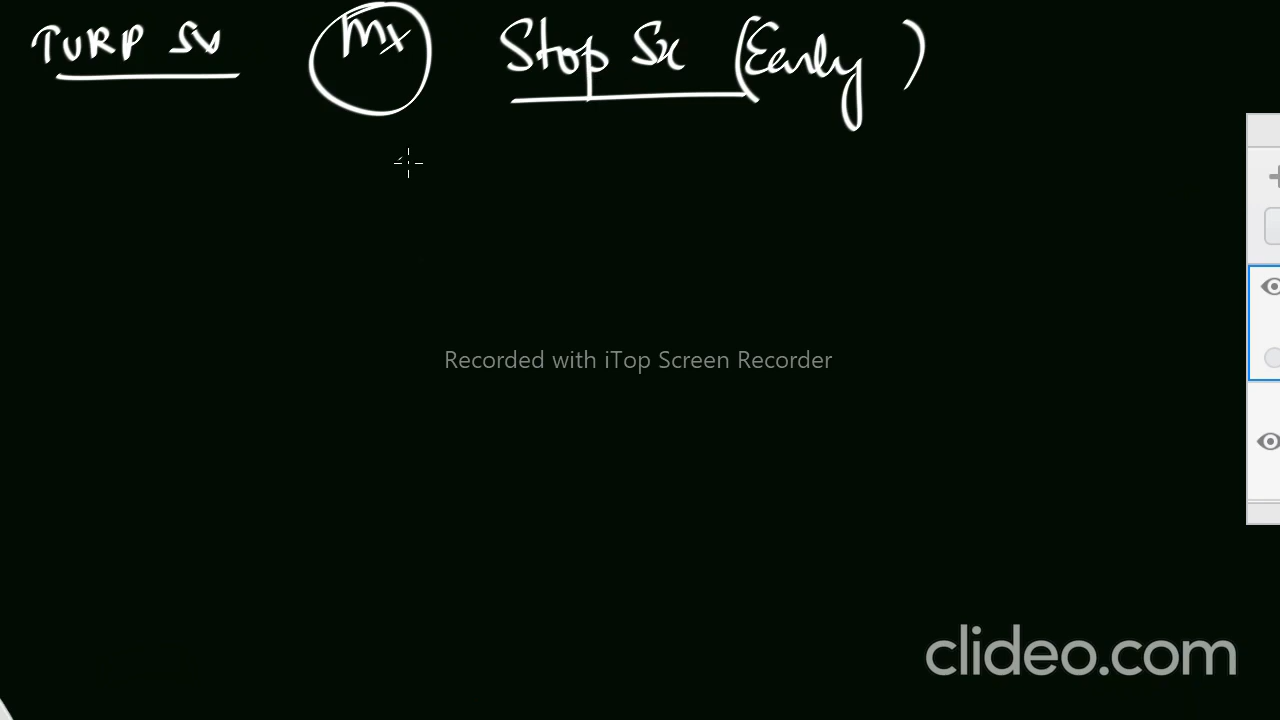 TURP Sx Mx Stop Sx (Early )
Recorded with iTop Screen Recorder
clideo.com